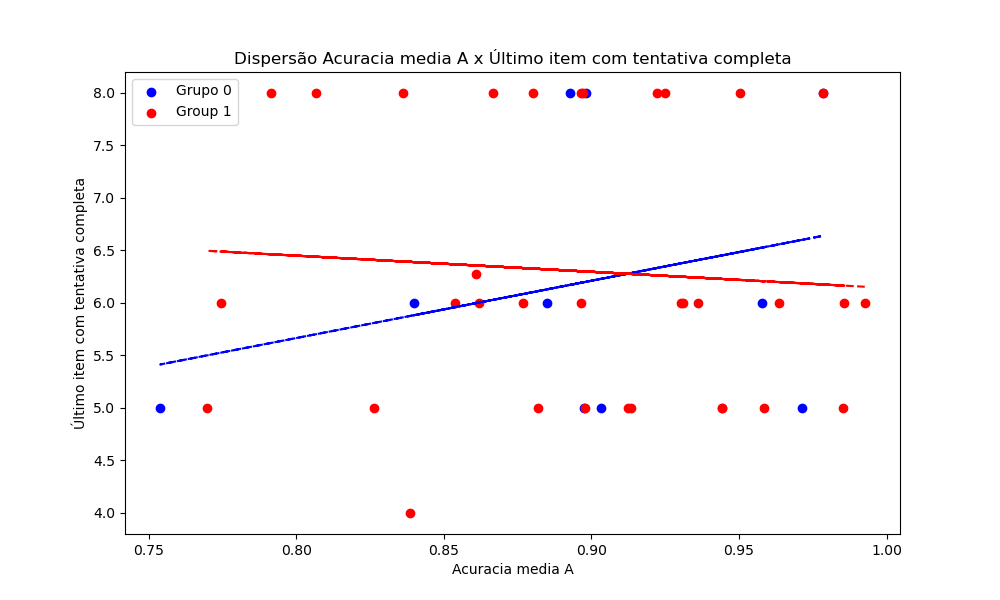 Dispersão Acuracia media A x Último item com tentativa completa
Grupo 0
Group 1
8.0
7.5
7.0
6.5
6.0
5.5
5.0
4.5
4.0
Último item com tentativa completa
0.75 0.80 0.85 0.90 0.95 1.00
Acuracia media A